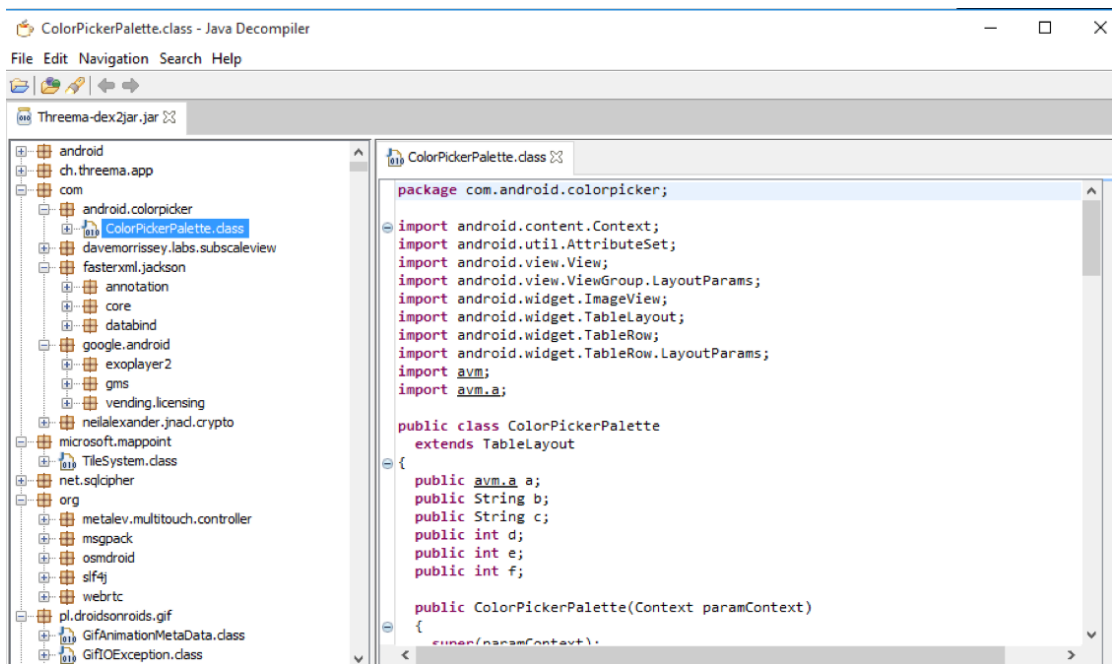 ColorPickerPalette.class - Java Decompiler
File Edit Navigation Search Help
Threema-dex2jar.jar
android
ch.threema.app
com
android.colorpicker
ColorPickerPalette.class
davemorrissey.labs.subscaleview
fasterxml.jackson
annotation
core
databind
google.android
exoplayer2
gms
vending.licensing
neilalexander.jnacl.crypto
microsoft.mappoint
TileSystem.class
net.sqlcipher
org
metalev.multitouch.controller
msgpack
osmdroid
slf4j
webrtc
pl.droidsonroids.gif
GifAnimationMetaData.class
GifIOException.class
ColorPickerPalette.class
package com.android.colorpicker;
import android.content.Context;
import android.util.AttributeSet;
import android.view.View;
import android.view.ViewGroup.LayoutParams;
import android.widget.ImageView;
import android.widget.TableLayout;
import android.widget.TableRow;
import android.widget.TableRow.LayoutParams;
import avm;
import avm.a;
public class ColorPickerPalette
extends TableLayout
{
public avm.a a;
public String b;
public String c;
public int d;
public int e;
public int f;
public ColorPickerPalette(Context paramContext)
{
super(paramContext);